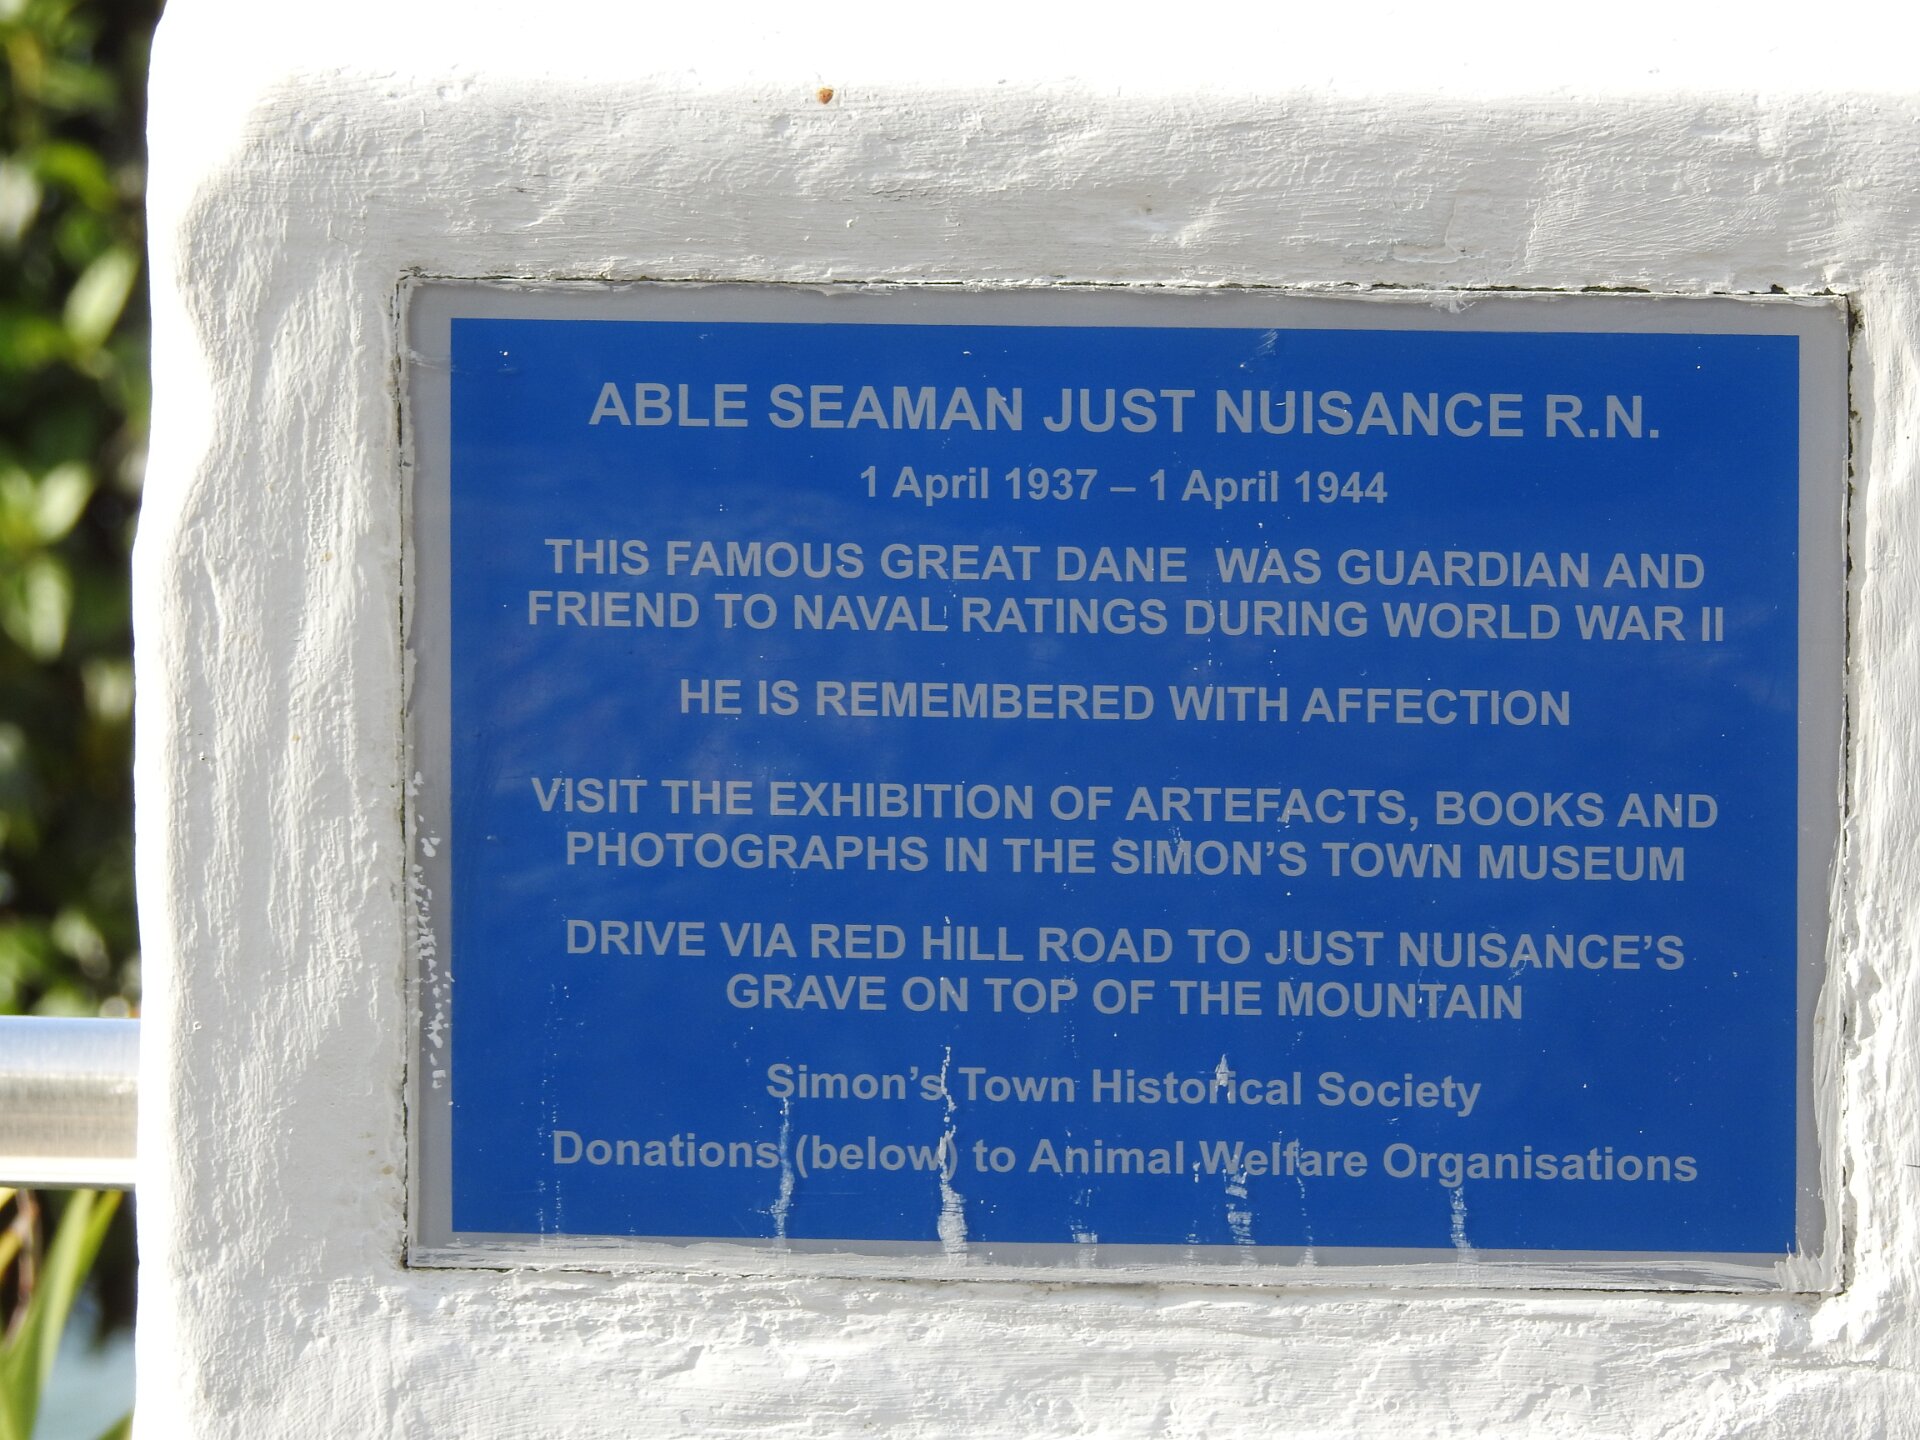 ABLE SEAMAN JUST NUISANCE R.N.
1 April 1937 – 1 April 1944
THIS FAMOUS GREAT DANE WAS GUARDIAN AND
FRIEND TO NAVAL RATINGS DURING WORLD WAR II
HE IS REMEMBERED WITH AFFECTION
VISIT THE EXHIBITION OF ARTEFACTS, BOOKS AND
PHOTOGRAPHS IN THE SIMON’S TOWN MUSEUM
DRIVE VIA RED HILL ROAD TO JUST NUISANCE’S
GRAVE ON TOP OF THE MOUNTAIN
Simon’s Town Historical Society
Donations (below) to Animal Welfare Organisations